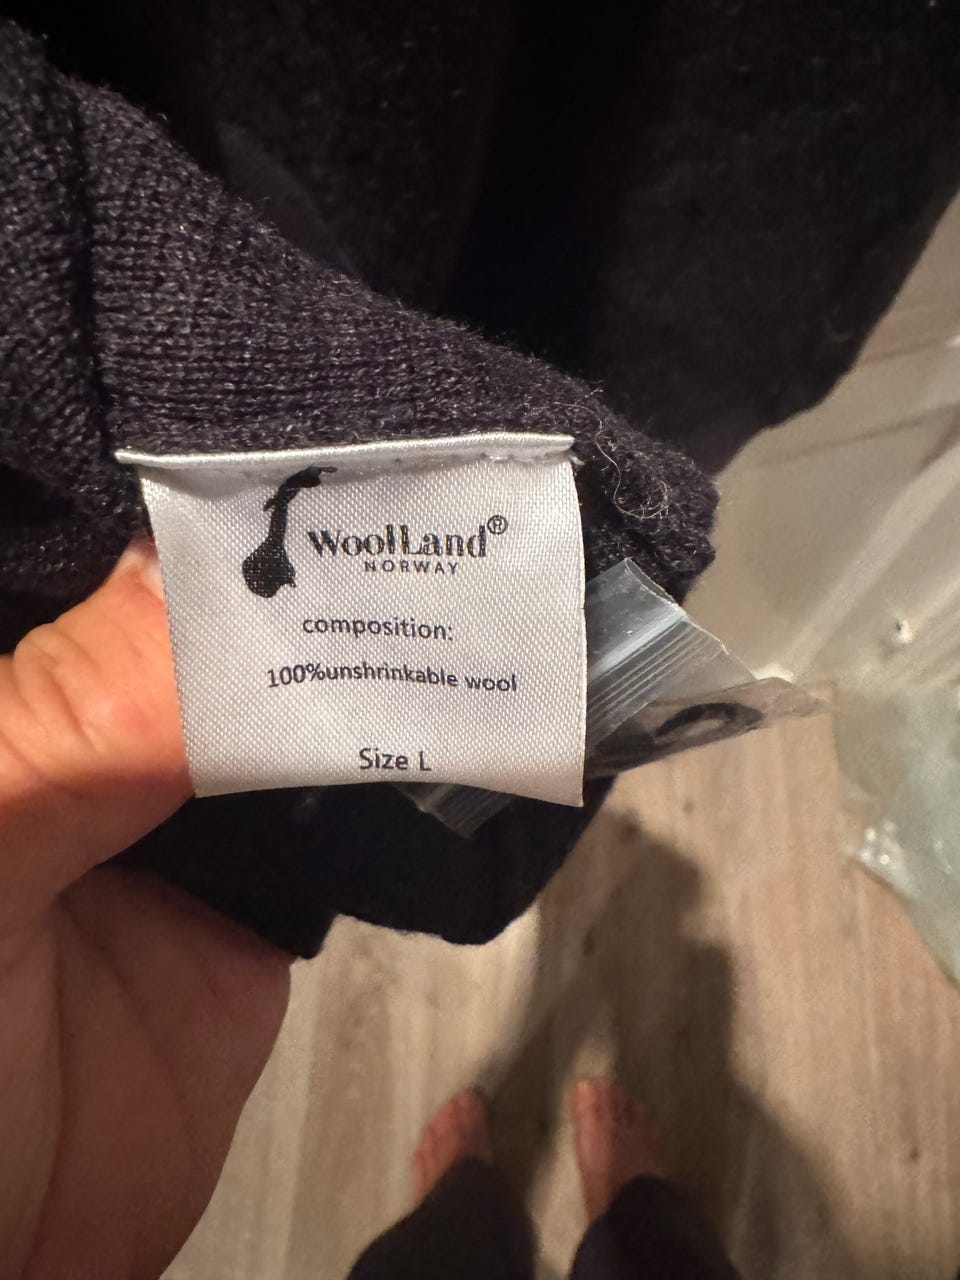 WoolLand®
NORWAY
composition:
100%unshrinkable wool
Size L